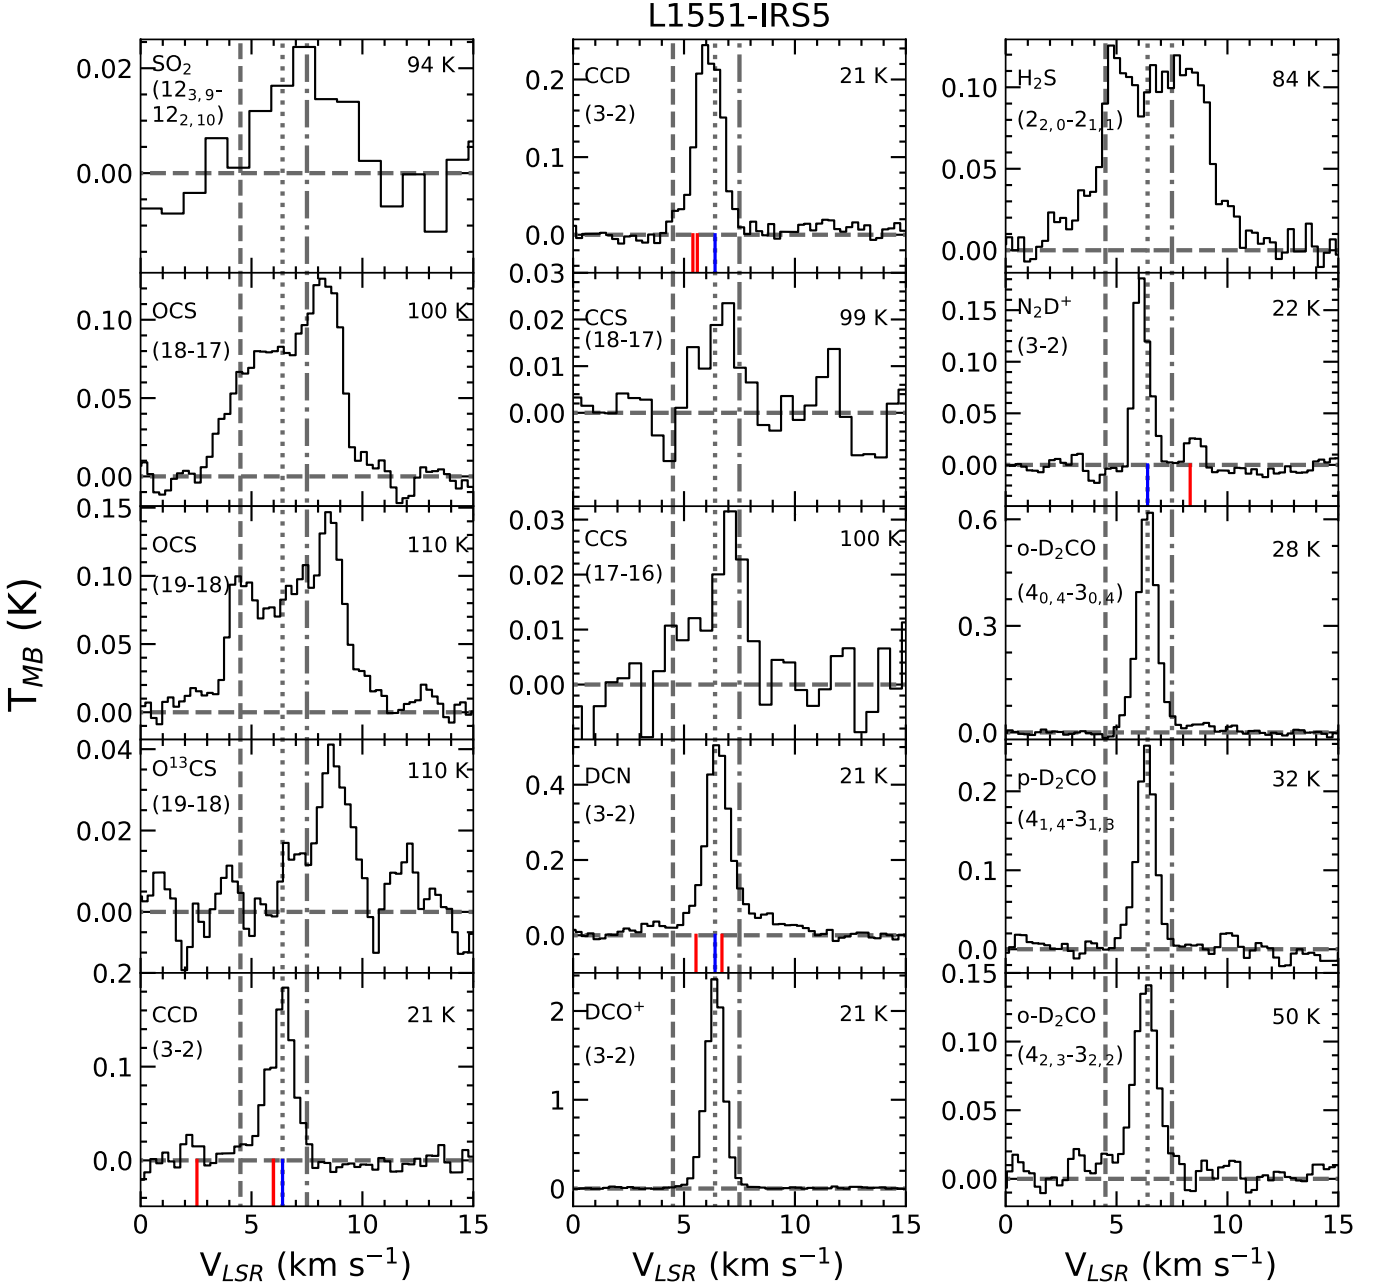 L1551-IRS5
T_MB (K)
SO₂ 94 K
(12₃,₉-
12₂,₁₀)
0.02
0.00
OCS 100 K
(18-17)
0.10
0.05
0.00
OCS 110 K
(19-18)
0.15
0.10
0.05
0.00
O¹³CS 110 K
(19-18)
0.04
0.02
0.00
CCD 21 K
(3-2)
0.2
0.1
0.0
0 5 10 15
V_LSR (km s⁻¹)
CCD 21 K
(3-2)
0.2
0.1
0.0
CCS 99 K
(18-17)
0.03
0.02
0.01
0.00
CCS 100 K
(17-16)
0.03
0.02
0.01
0.00
DCN 21 K
(3-2)
0.4
0.2
0.0
DCO⁺ 21 K
(3-2)
2
1
0
0 5 10 15
V_LSR (km s⁻¹)
H₂S 84 K
(2₂,₀-2₁,₁)
0.10
0.05
0.00
N₂D⁺ 22 K
(3-2)
0.15
0.10
0.05
0.00
o-D₂CO 28 K
(4₀,₄-3₀,₄)
0.6
0.3
0.0
p-D₂CO 32 K
(4₁,₄-3₁,₃
0.2
0.1
0.0
o-D₂CO 50 K
(4₂,₃-3₂,₂)
0.15
0.10
0.05
0.00
0 5 10 15
V_LSR (km s⁻¹)